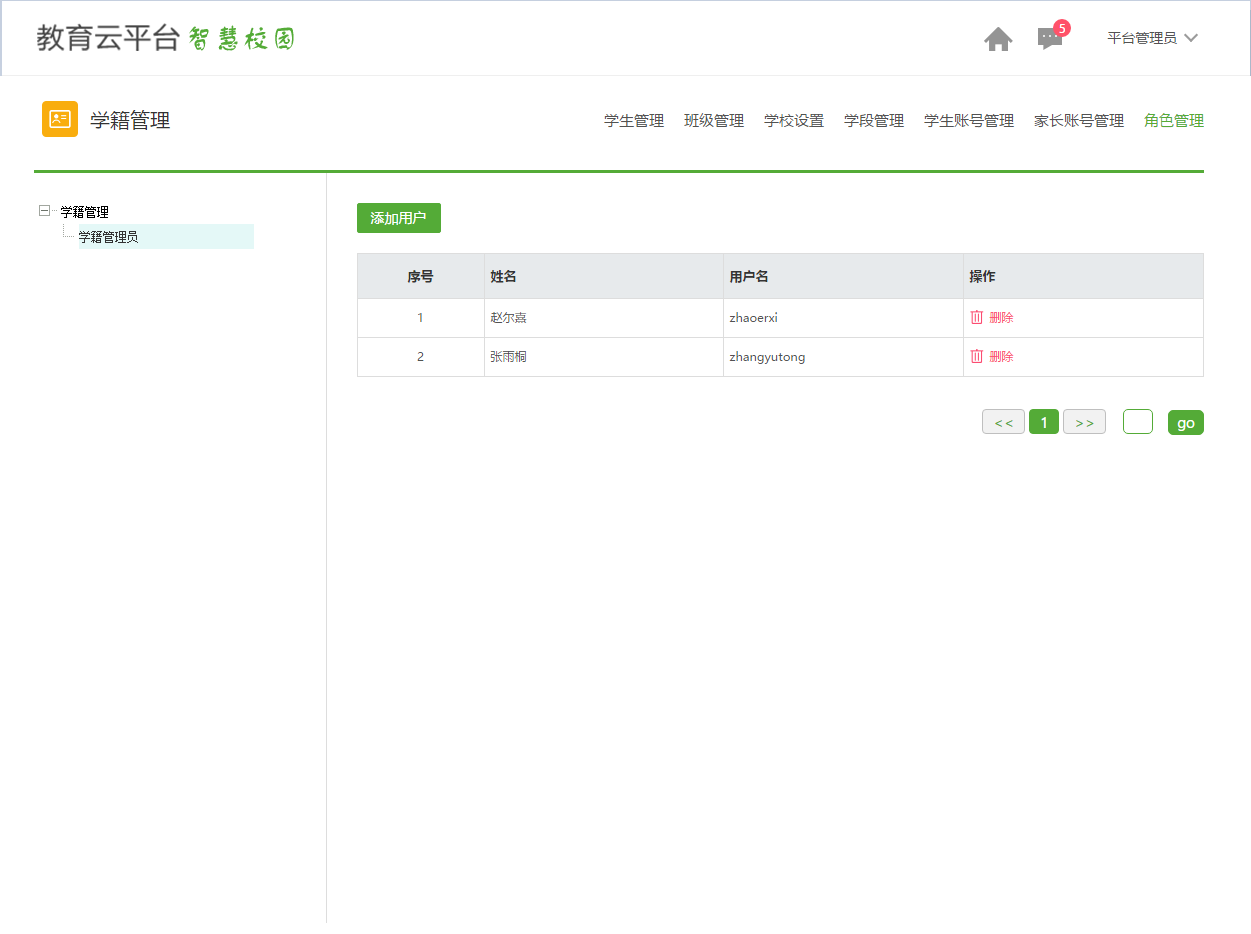 教育云平台 智慧校园
5
平台管理员
学籍管理
学生管理 班级管理 学校设置 学段管理 学生账号管理 家长账号管理 角色管理
学籍管理
学籍管理员
添加用户
序号 姓名 用户名 操作
1 赵尔喜 zhaoerxi 删除
2 张雨桐 zhangyutong 删除
<< 1 >> go